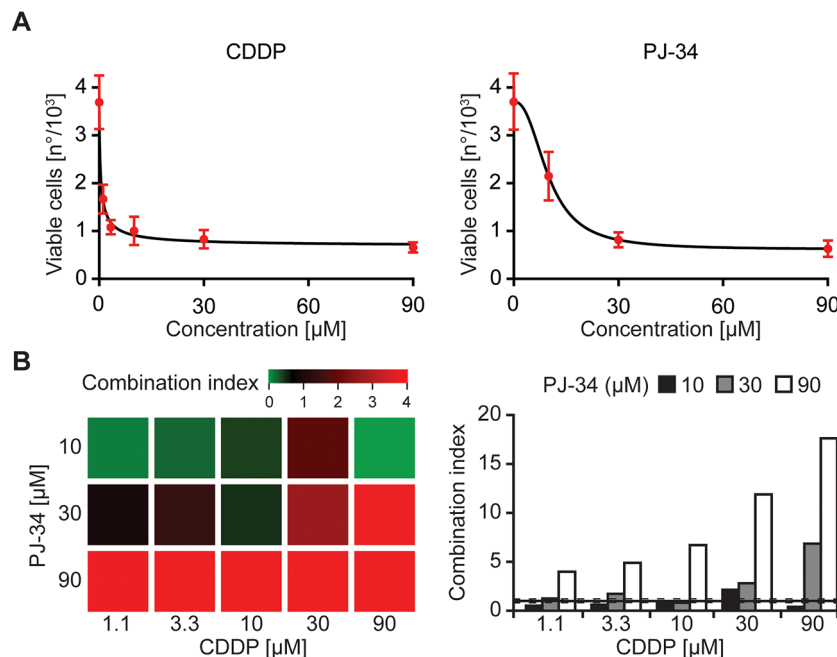 A
CDDP
Viable cells [n°/10³]
4
3
2
1
0
0 30 60 90
Concentration [µM]
PJ-34
Viable cells [n°/10³]
4
3
2
1
0
0 30 60 90
Concentration [µM]
B
Combination index
0 1 2 3 4
PJ-34 [µM]
10
30
90
1.1 3.3 10 30 90
CDDP [µM]
PJ-34 (µM) 10 30 90
Combination index
20
15
10
5
0
1.1 3.3 10 30 90
CDDP [µM]